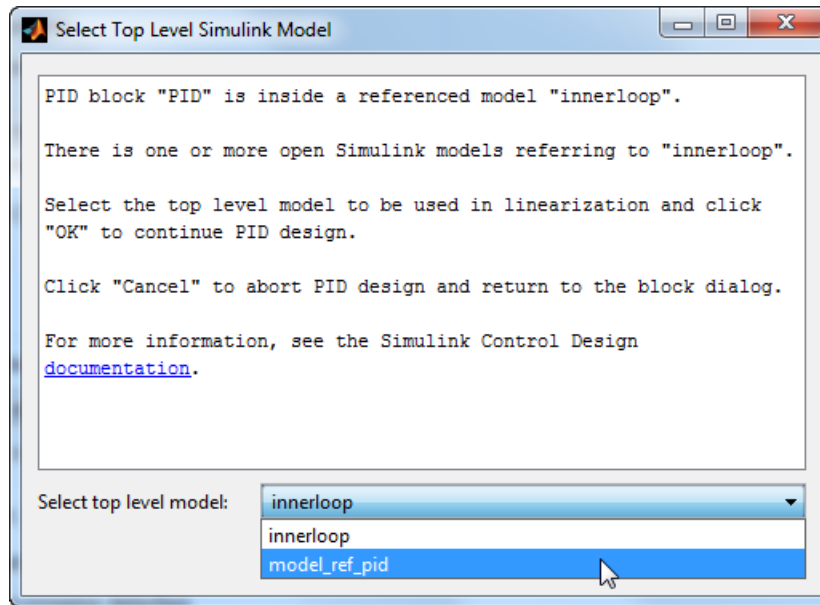 Select Top Level Simulink Model
PID block "PID" is inside a referenced model "innerloop".
There is one or more open Simulink models referring to "innerloop".
Select the top level model to be used in linearization and click
"OK" to continue PID design.
Click "Cancel" to abort PID design and return to the block dialog.
For more information, see the Simulink Control Design
documentation.
Select top level model: innerloop
innerloop
model_ref_pid